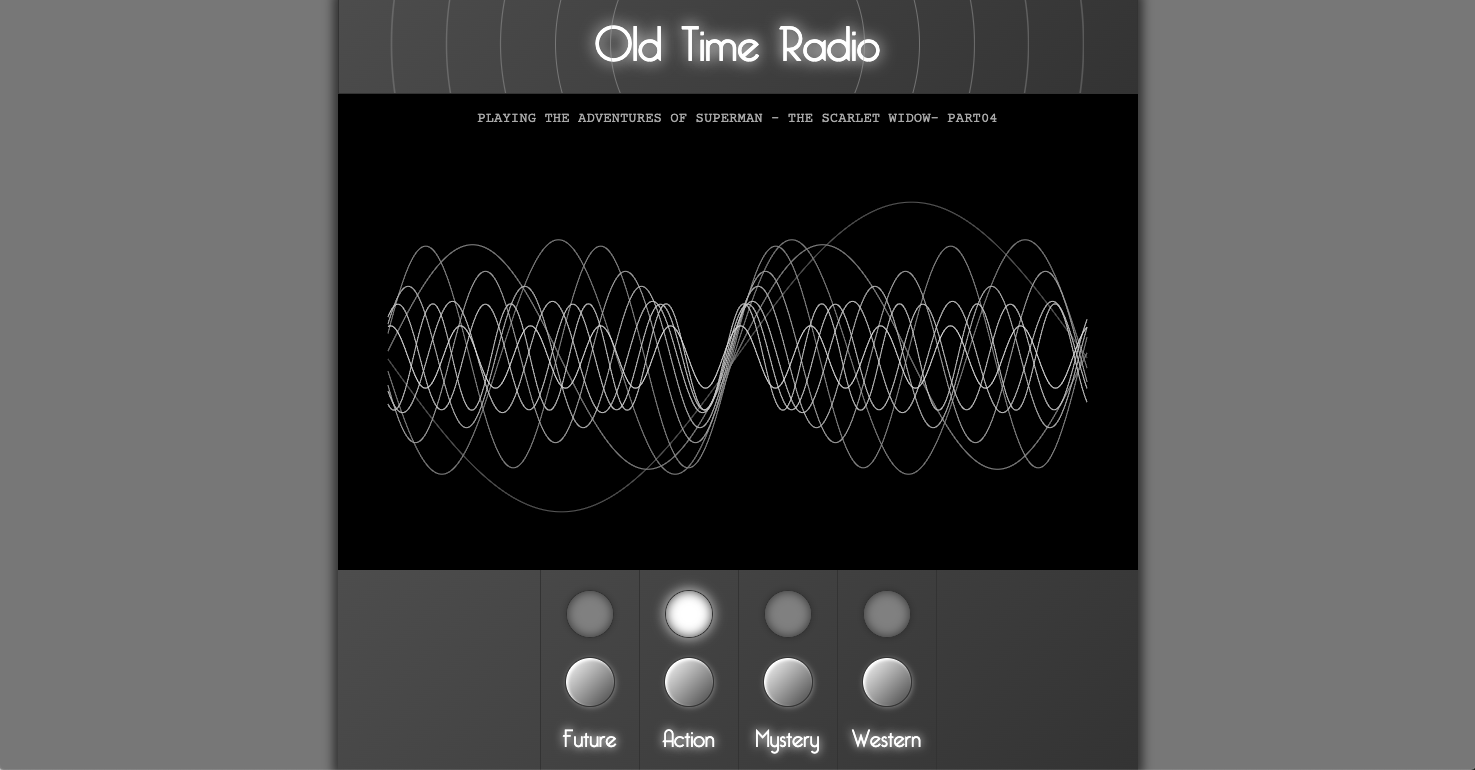 Old Time Radio
PLAYING THE ADVENTURES OF SUPERMAN - THE SCARLET WIDOW- PART04
Future Action Mystery Western